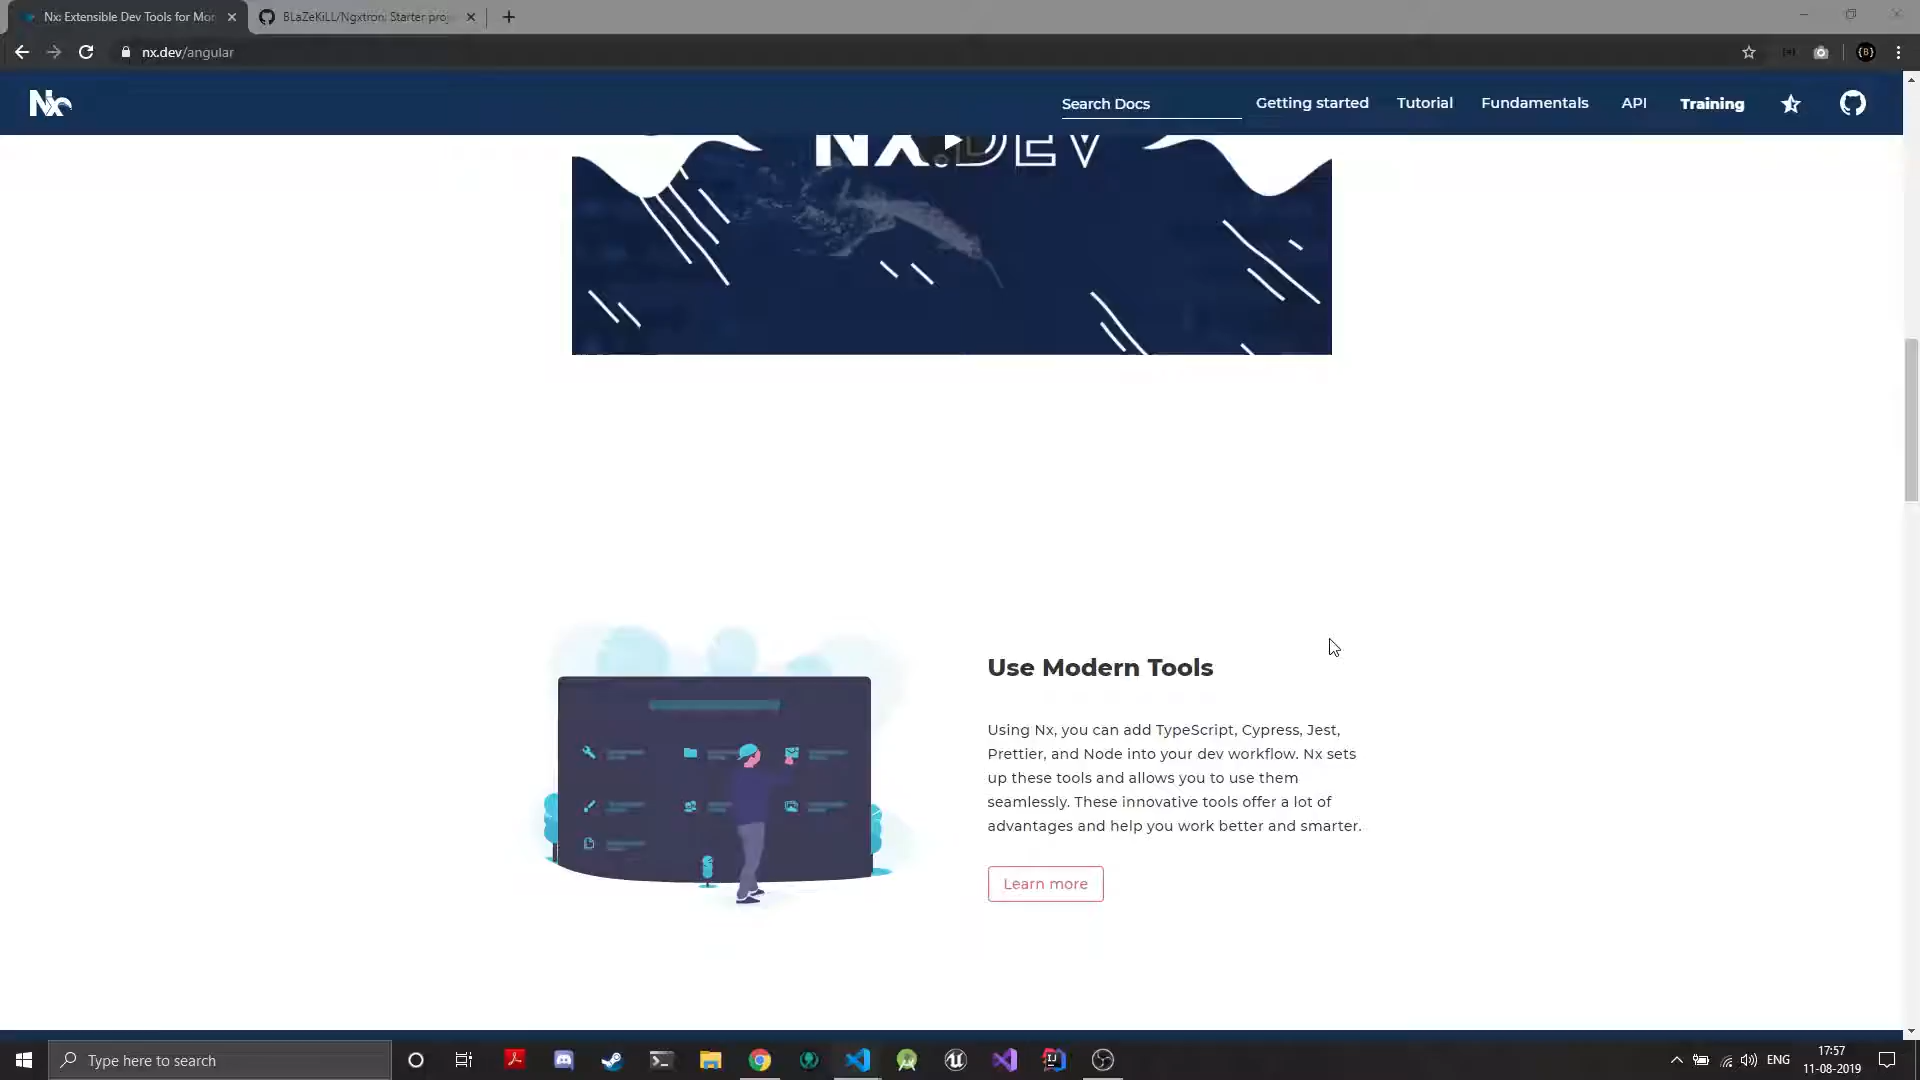 Nx: Extensible Dev Tools for Mor
BLaZeKiLL/Ngxtron: Starter proj
nx.dev/angular
{B}
Nx
Search Docs
Getting started
Tutorial
Fundamentals
API
Training
NX.DEV
Use Modern Tools
Using Nx, you can add TypeScript, Cypress, Jest,
Prettier, and Node into your dev workflow. Nx sets
up these tools and allows you to use them
seamlessly. These innovative tools offer a lot of
advantages and help you work better and smarter.
Learn more
Type here to search
ENG
17:57
11-08-2019